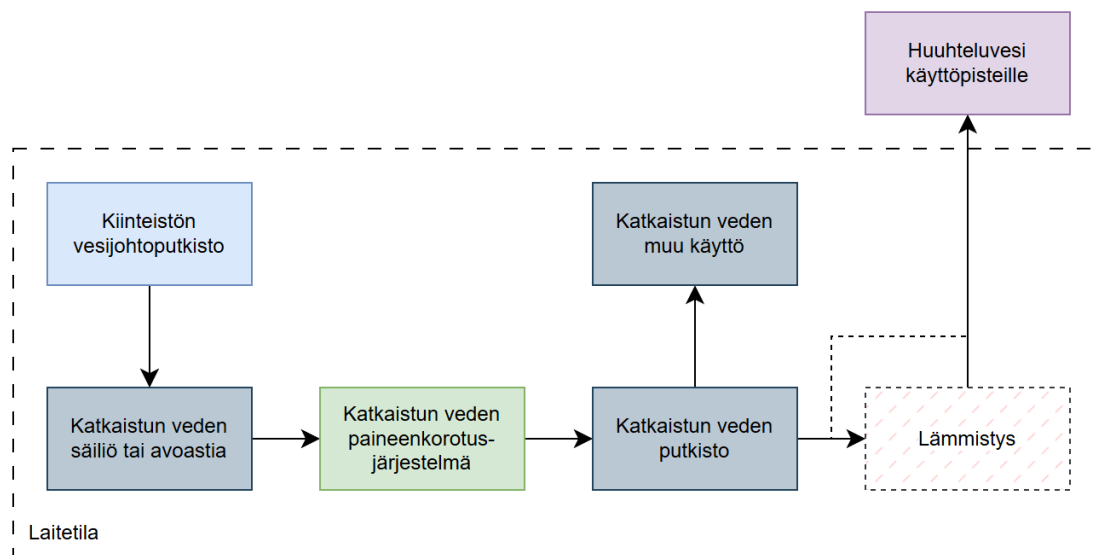 Huuhteluvesi
käyttöpisteille
Kiinteistön
vesijohtoputkisto
Katkaistun veden
muu käyttö
Katkaistun veden
säiliö tai avoastia
Katkaistun veden
paineenkorotus-
järjestelmä
Katkaistun veden
putkisto
Lämmistys
Laitetila